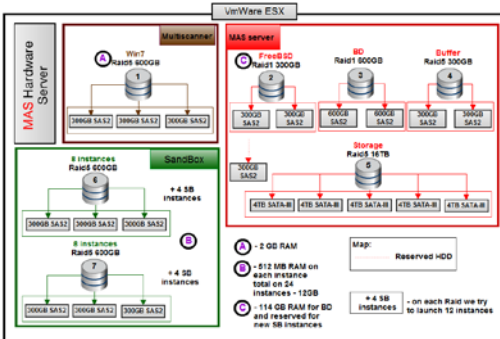 VmWare ESX
MAS Hardware Server
Multiscanner
A
Win7
Raid5 600GB
1
300GB SAS2
300GB SAS2
300GB SAS2
MAS server
C
FreeBSD
Raid1 300GB
2
300GB SAS2
300GB SAS2
300GB SAS2
BD
Raid1 600GB
3
600GB SAS2
600GB SAS2
Buffer
Raid5 300GB
4
300GB SAS2
300GB SAS2
Storage
Raid5 16TB
5
4TB SATA-III
4TB SATA-III
4TB SATA-III
4TB SATA-III
4TB SATA-III
SandBox
8 instances
Raid5 600GB
6
+ 4 SB
instances
300GB SAS2
300GB SAS2
300GB SAS2
B
8 instances
Raid5 600GB
7
+ 4 SB
instances
300GB SAS2
300GB SAS2
300GB SAS2
A - 2 GB RAM
B - 512 MB RAM on
each instance
total on 24
instances - 12GB
C - 114 GB RAM for BD
and reserved for
new SB instances
Map:
Reserved HDD
+ 4 SB
instances
- on each Raid we try
to launch 12 instances